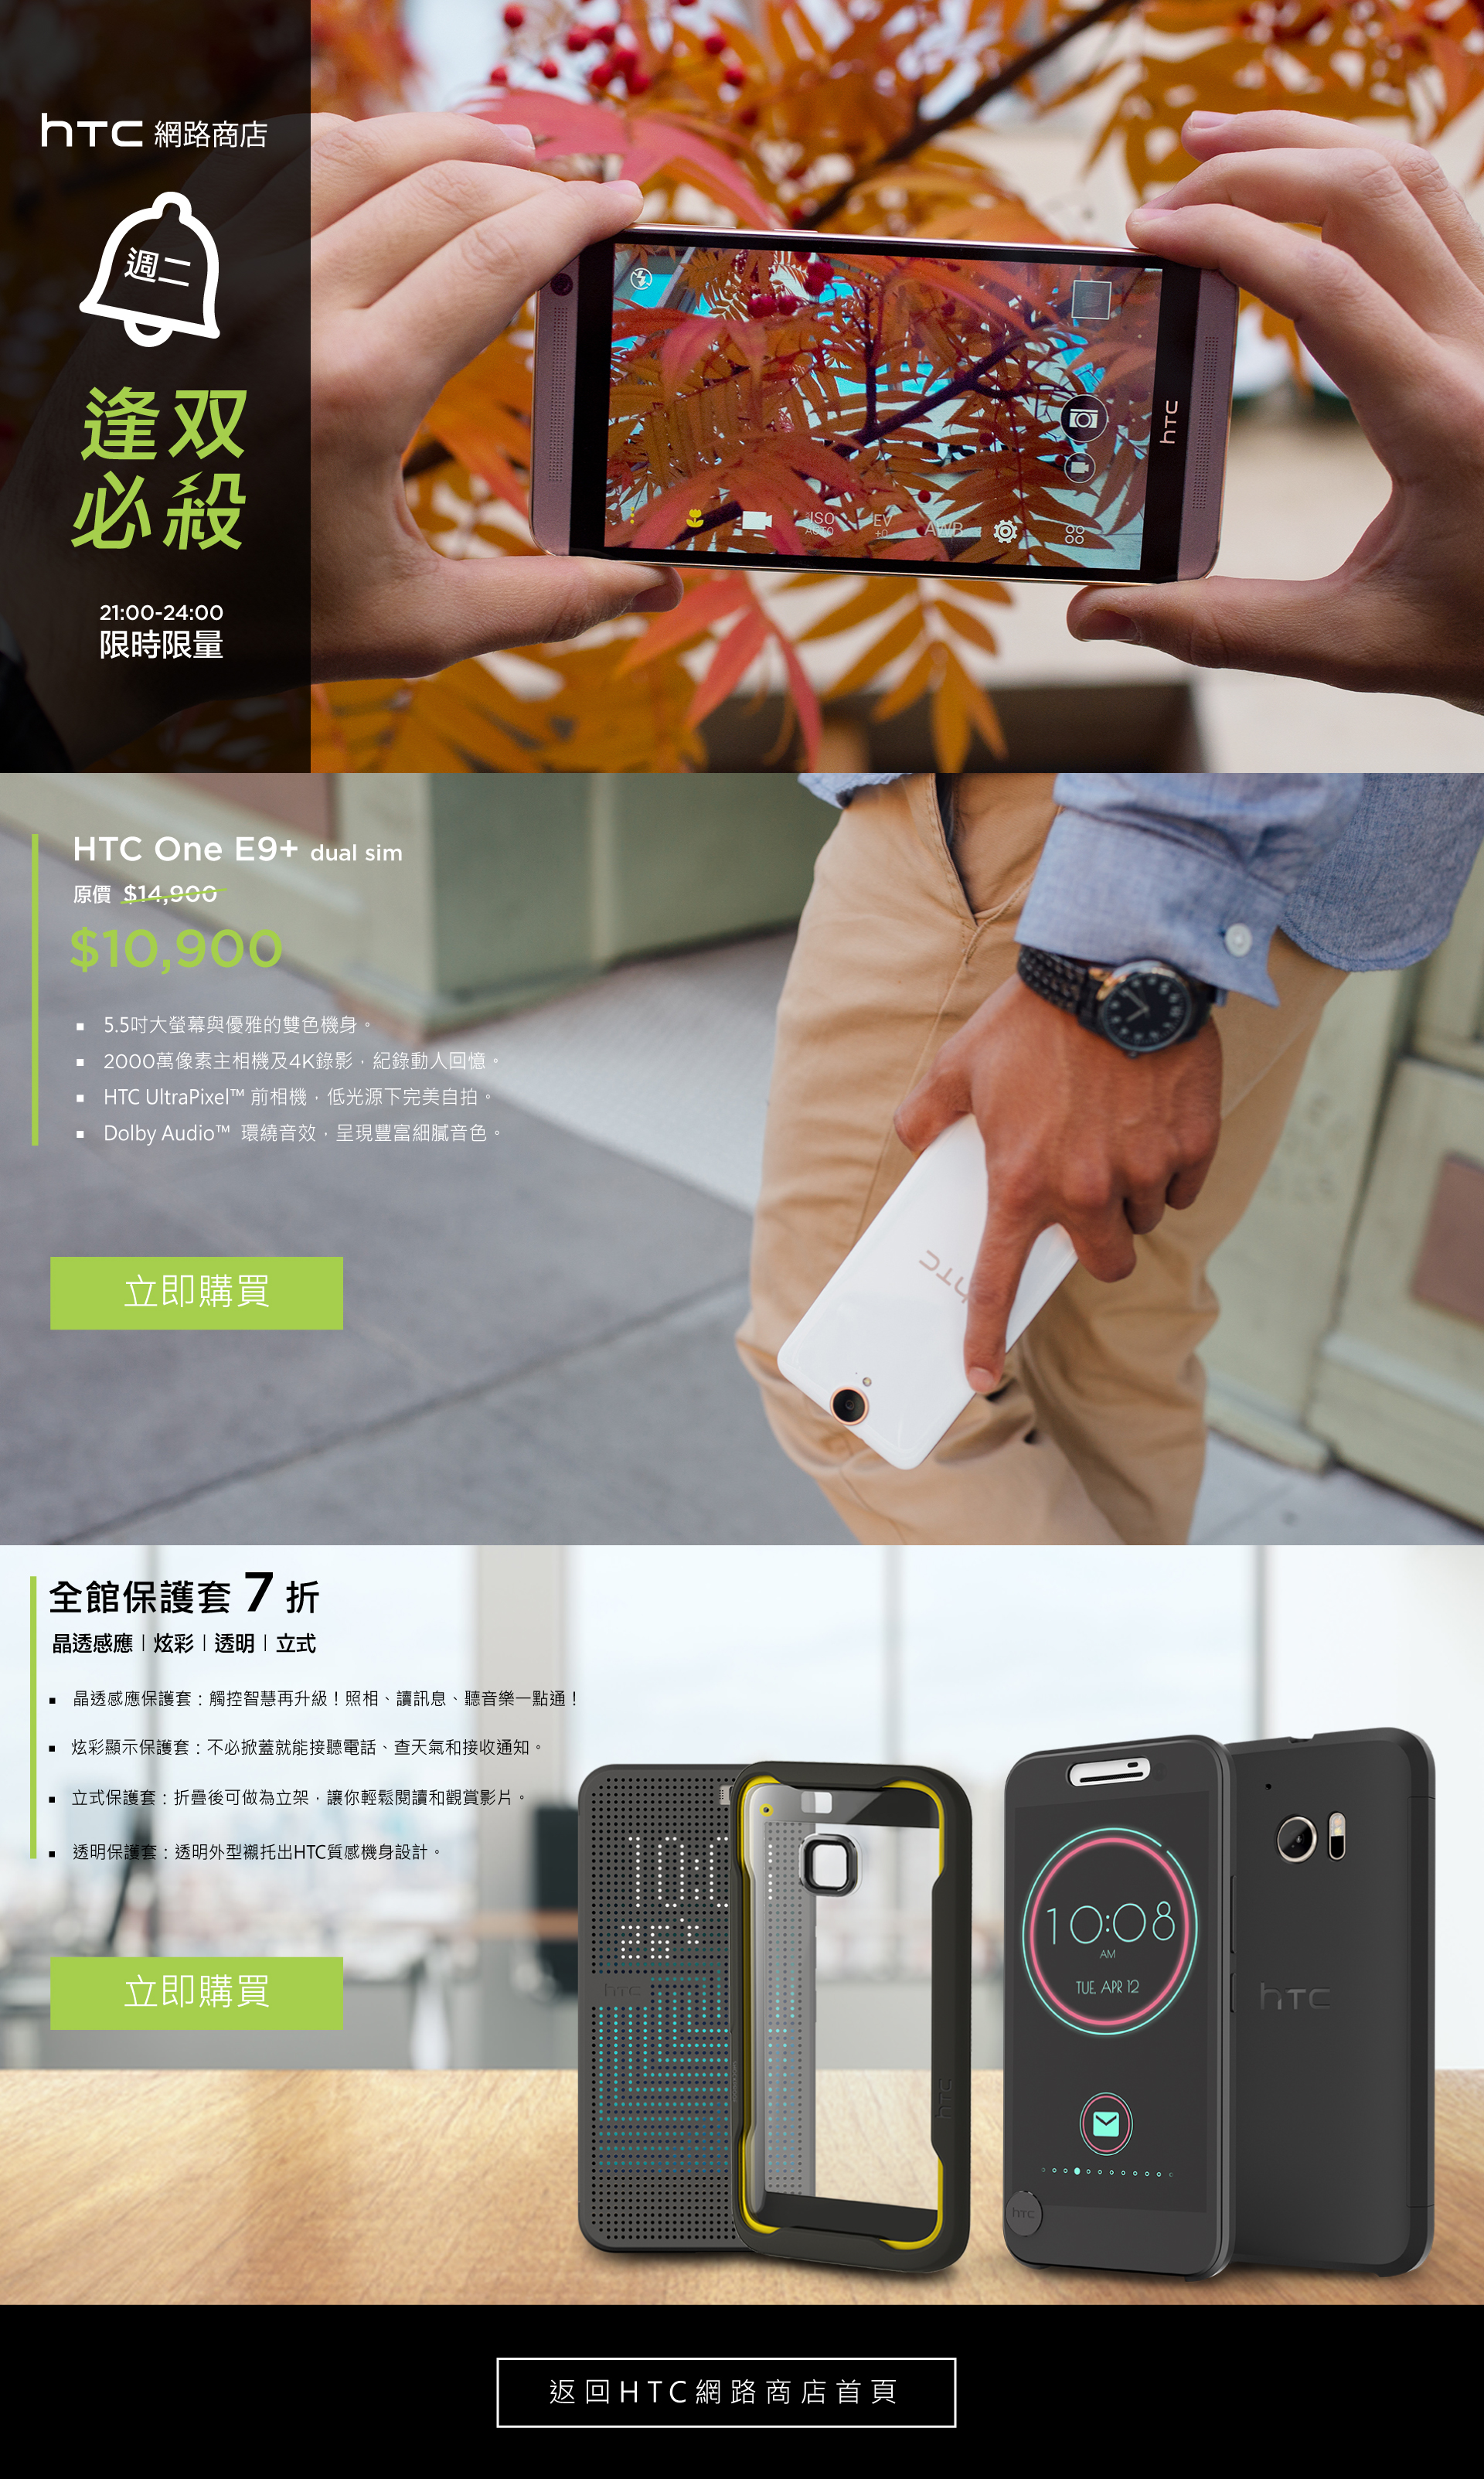 hTC 網路商店
週二
逢双
必殺
21:00-24:00
限時限量
ISO
AUTO
EV
±0
AWB
hTC
HTC One E9+ dual sim
原價 $14,900
$10,900
▪ 5.5吋大螢幕與優雅的雙色機身。
▪ 2000萬像素主相機及4K錄影，紀錄動人回憶。
▪ HTC UltraPixel™ 前相機，低光源下完美自拍。
▪ Dolby Audio™ 環繞音效，呈現豐富細膩音色。
立即購買
hTC
全館保護套 7 折
晶透感應 | 炫彩 | 透明 | 立式
▪ 晶透感應保護套：觸控智慧再升級！照相、讀訊息、聽音樂一點通！
▪ 炫彩顯示保護套：不必掀蓋就能接聽電話、查天氣和接收通知。
▪ 立式保護套：折疊後可做為立架，讓你輕鬆閱讀和觀賞影片。
▪ 透明保護套：透明外型襯托出HTC質感機身設計。
立即購買
hTC
hTC
10:08
AM
TUE, APR 12
hTC
hTC
返回HTC網路商店首頁